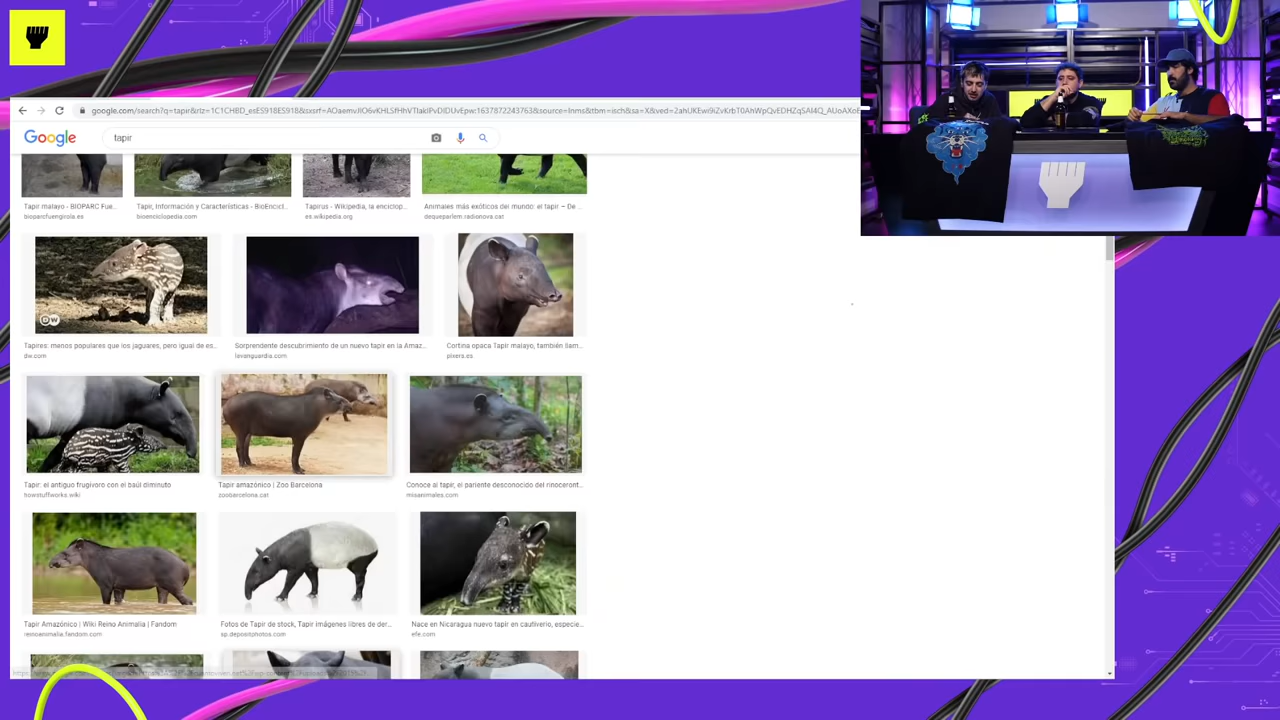 Google
tapir
Tapir malayo - BIOPARC Fue...
bioparcfuengirola.es
Tapir, Información y Características - BioEncicl...
bioenciclopedia.com
Tapirus - Wikipedia, la enciclop...
es.wikipedia.org
Animales más exóticos del mundo: el tapir – De ...
dequeparlem.radionova.cat
DW
Tapires: menos populares que los jaguares, pero igual de es...
dw.com
Sorprendente descubrimiento de un nuevo tapir en la Amaz...
lavanguardia.com
Cortina opaca Tapir malayo, también llam...
pixers.es
Tapir: el antiguo frugívoro con el baúl diminuto
howstuffworks.wiki
Tapir amazónico | Zoo Barcelona
zoobarcelona.cat
Conoce al tapir, el pariente desconocido del rinoceront...
misanimales.com
Tapir Amazónico | Wiki Reino Animalia | Fandom
reinoanimalia.fandom.com
Fotos de Tapir de stock, Tapir imágenes libres de der...
sp.depositphotos.com
Nace en Nicaragua nuevo tapir en cautiverio, especie...
efe.com